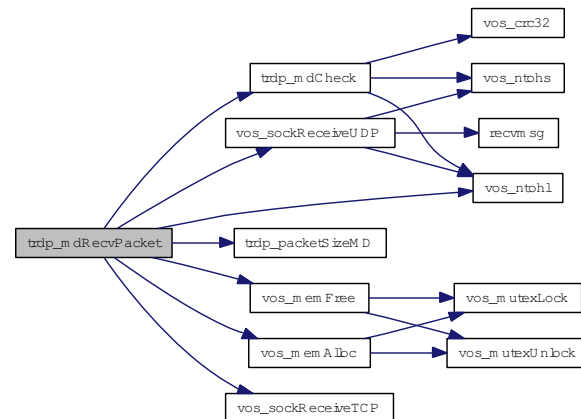 vos_crc32
trdp_mdCheck
vos_ntohs
vos_sockReceiveUDP
recvmsg
vos_ntohl
trdp_mdRecvPacket
trdp_packetSizeMD
vos_memFree
vos_mutexLock
vos_memAlloc
vos_mutexUnlock
vos_sockReceiveTCP